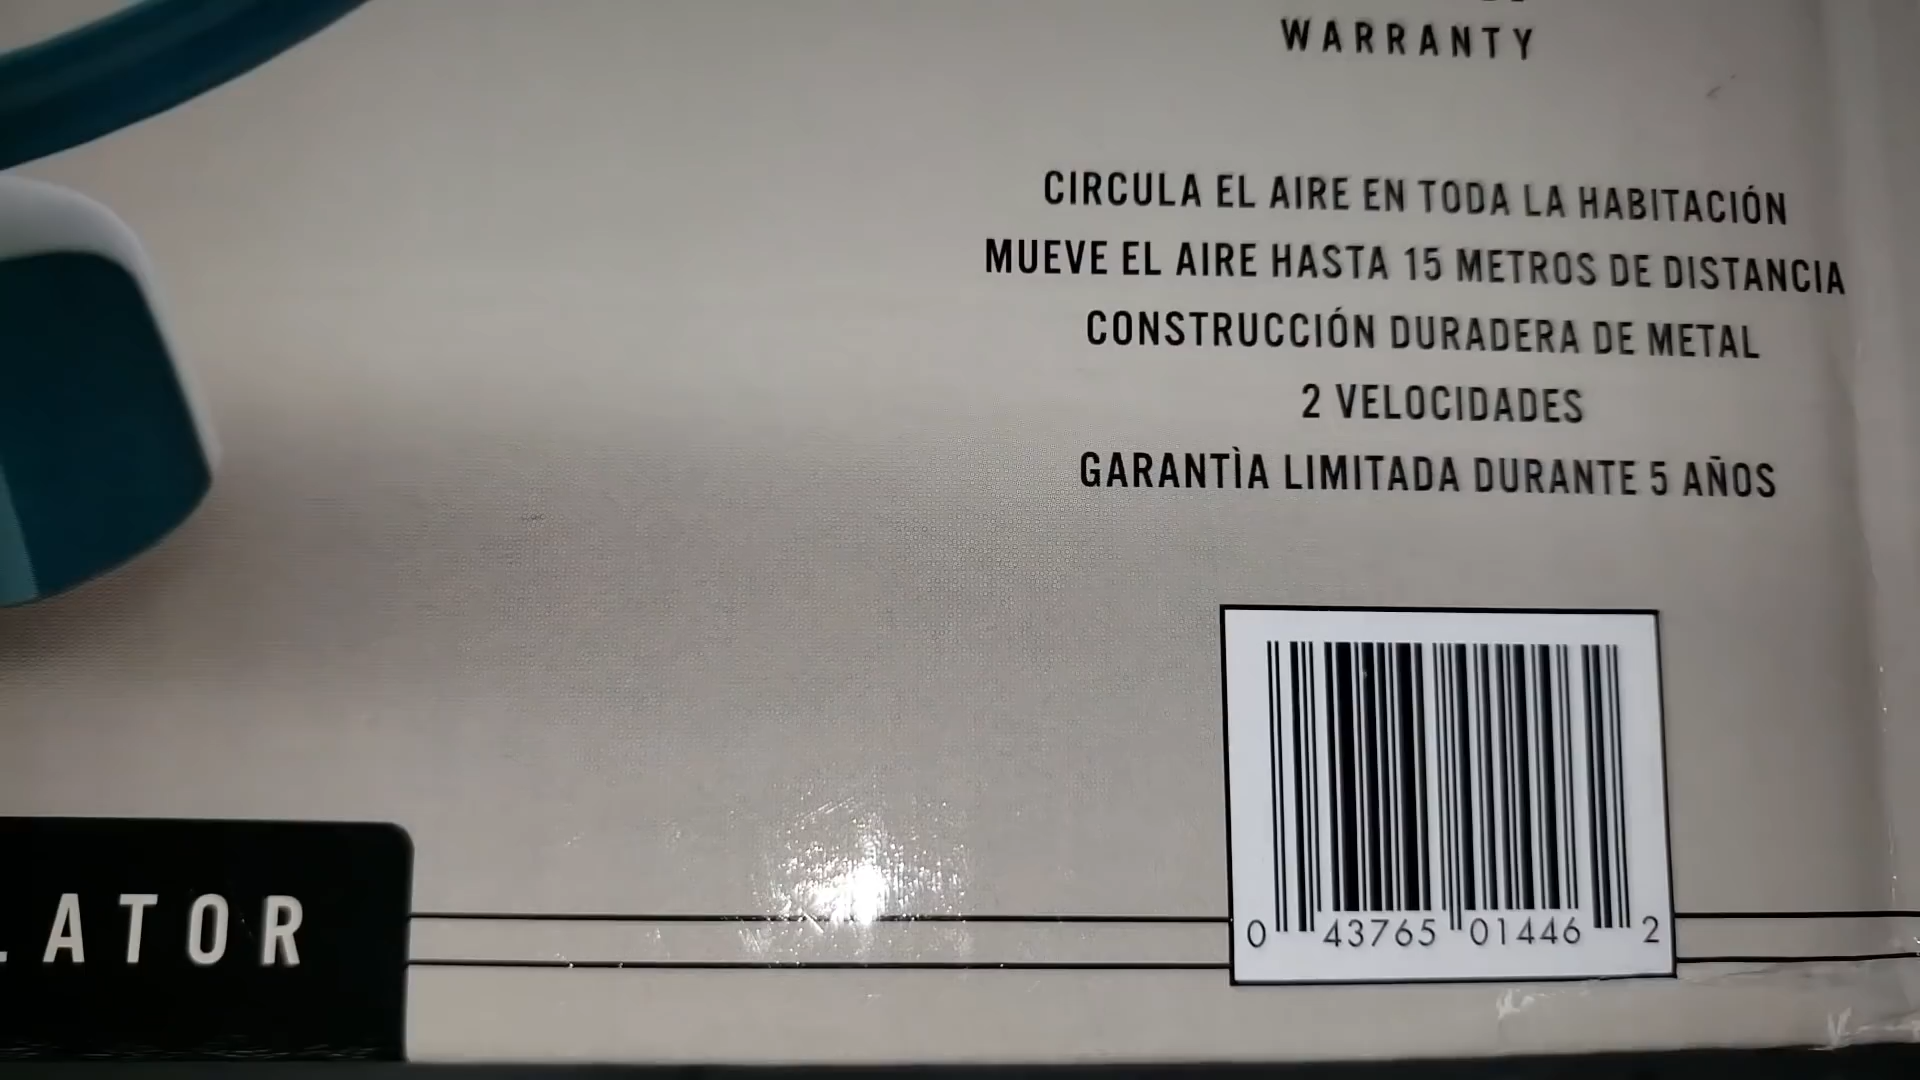 WARRANTY
CIRCULA EL AIRE EN TODA LA HABITACIÓN
MUEVE EL AIRE HASTA 15 METROS DE DISTANCIA
CONSTRUCCIÓN DURADERA DE METAL
2 VELOCIDADES
GARANTÌA LIMITADA DURANTE 5 AÑOS
ATOR
0 43765 01446 2